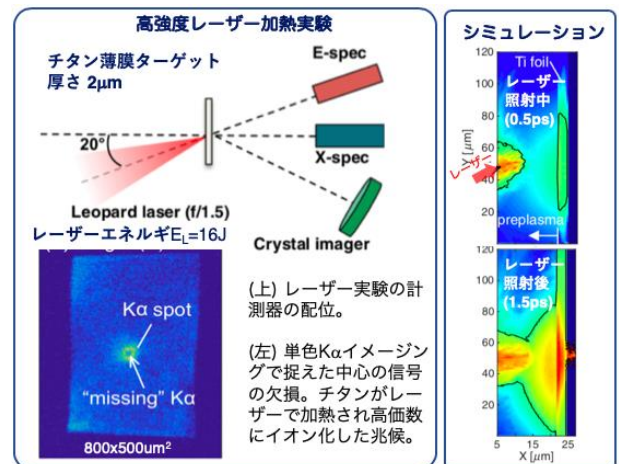 高強度レーザー加熱実験
チタン薄膜ターゲット
厚さ 2μm
E-spec
X-spec
20°
Leopard laser (f/1.5)
レーザーエネルギEL=16J
Crystal imager
Kα spot
“missing” Kα
800x500um²
(上) レーザー実験の計
測器の配位。
(左) 単色Kαイメージン
グで捉えた中心の信号
の欠損。チタンがレー
ザーで加熱され高価数
にイオン化した兆候。
シミュレーション
120
100
80
60
40
20
Y [μm]
Ti foil
レーザー
照射中
(0.5ps)
レーザー
preplasma
120
100
80
60
40
20
レーザー
照射後
(1.5ps)
5
15
25
X [μm]